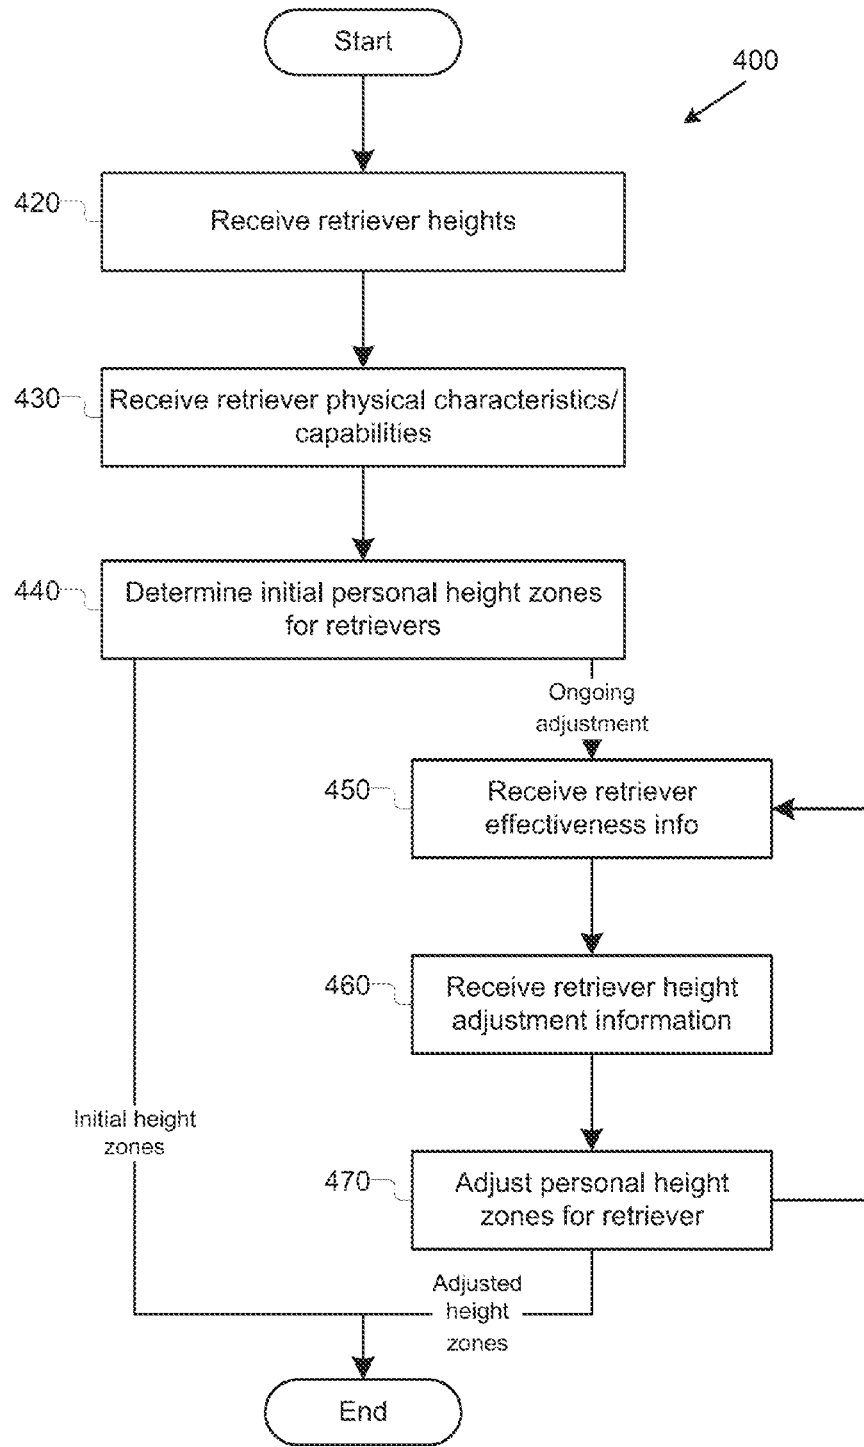 Start
400
420
Receive retriever heights
430
Receive retriever physical characteristics/
capabilities
440
Determine initial personal height zones
for retrievers
Ongoing
adjustment
450
Receive retriever
effectiveness info
460
Receive retriever height
adjustment information
Initial height
zones
470
Adjust personal height
zones for retriever
Adjusted
height
zones
End